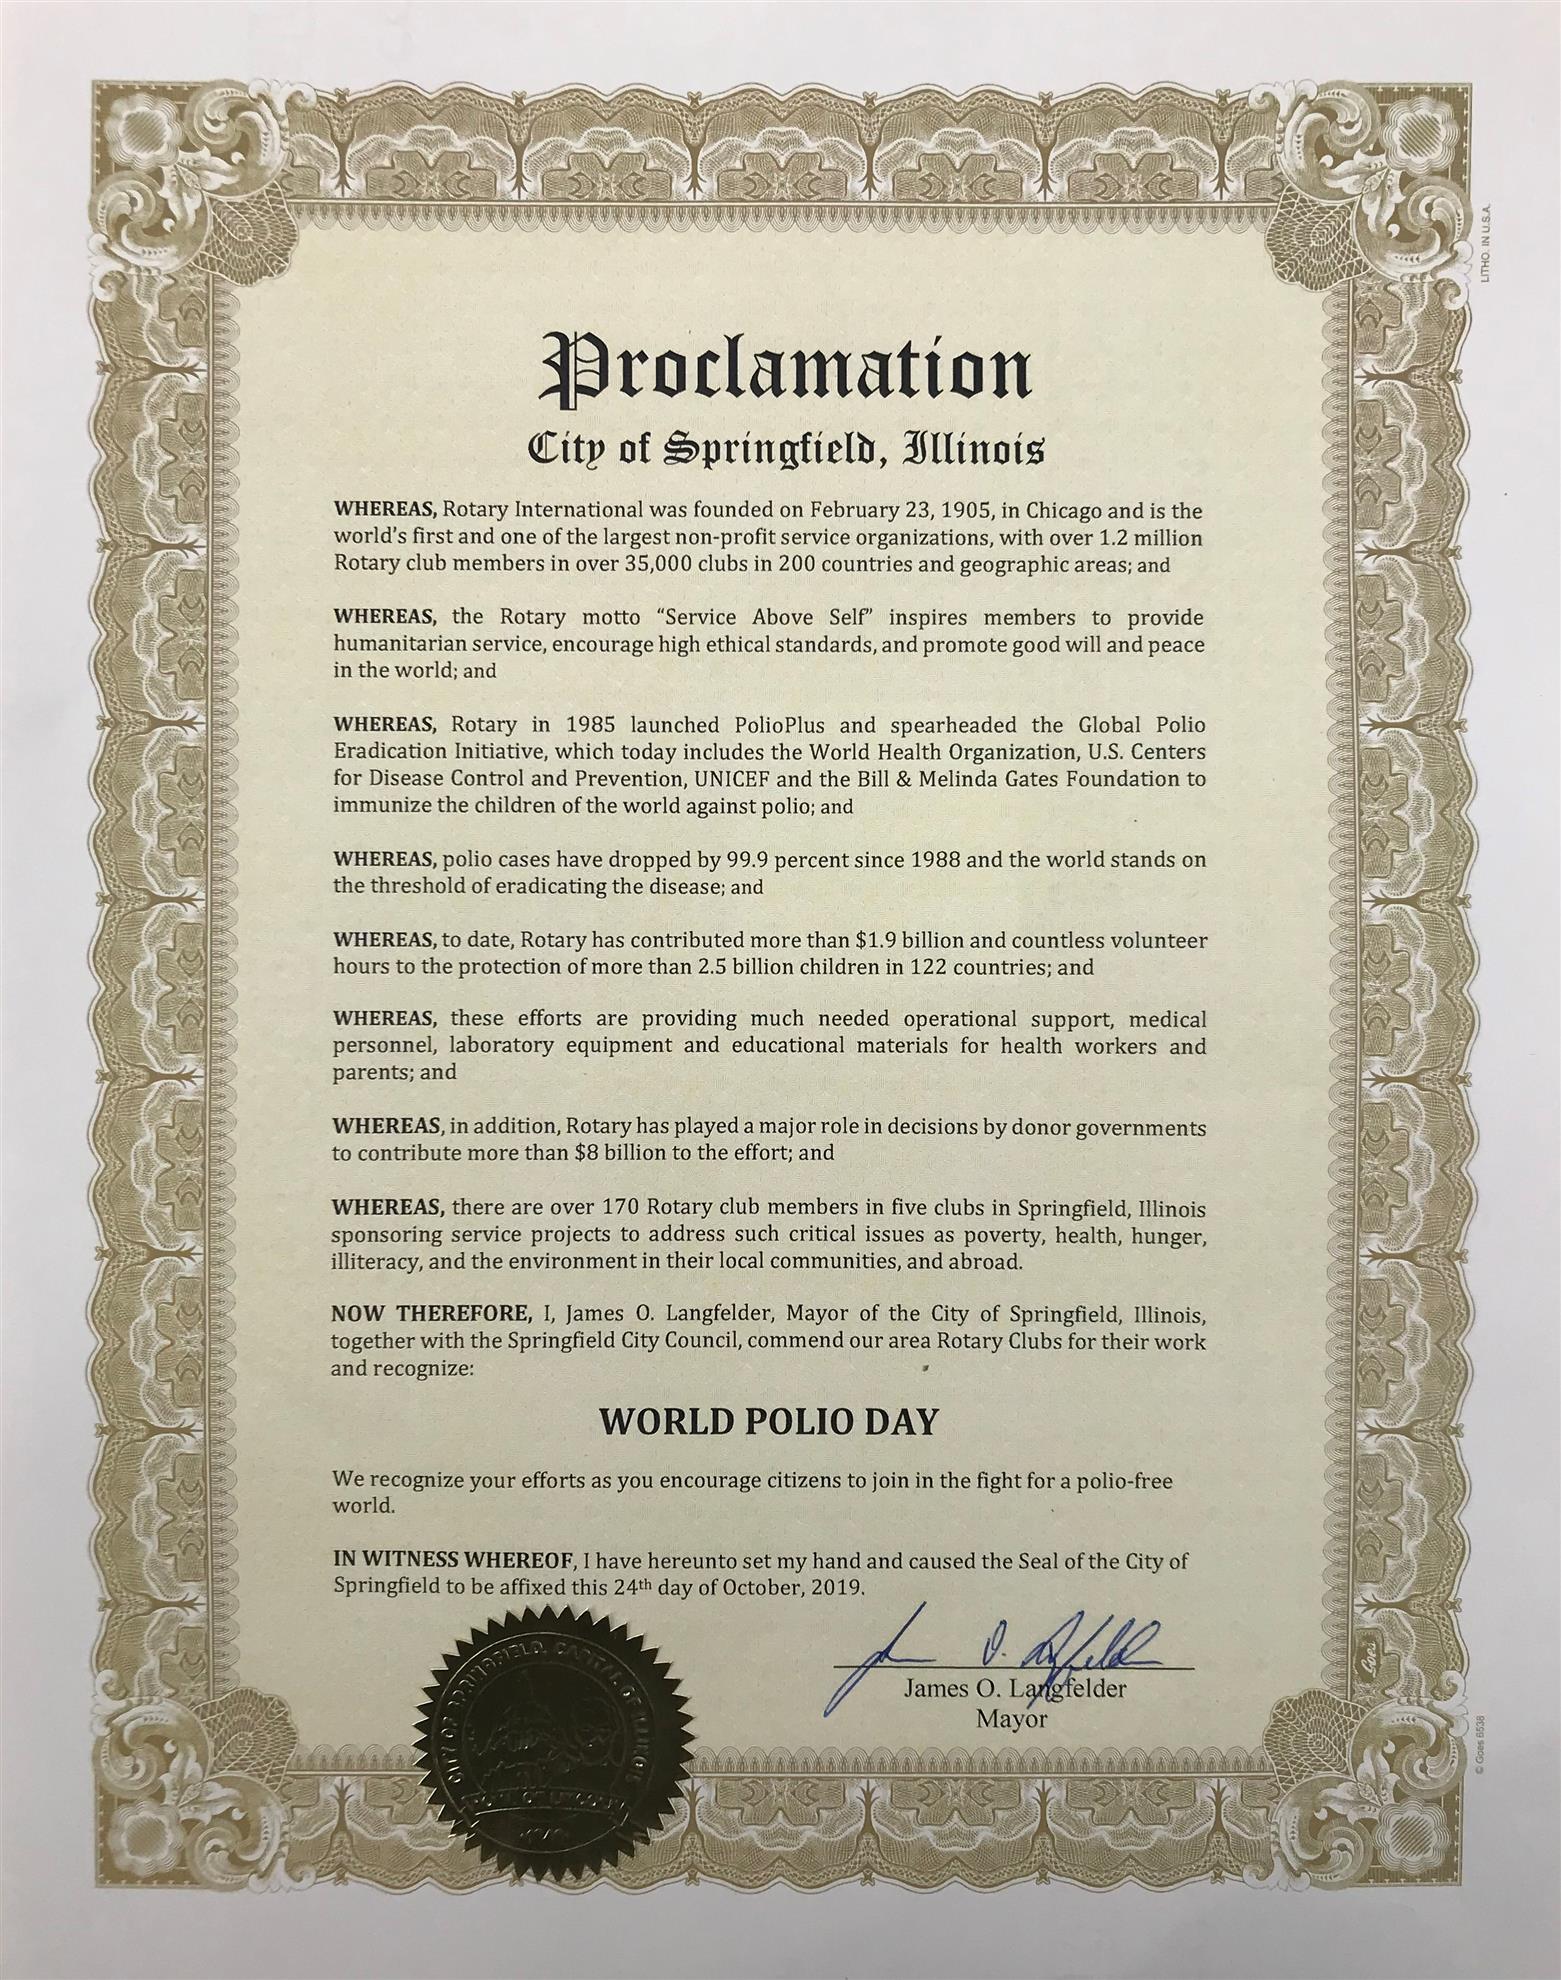 Proclamation
City of Springfield, Illinois
WHEREAS, Rotary International was founded on February 23, 1905, in Chicago and is the
world's first and one of the largest non-profit service organizations, with over 1.2 million
Rotary club members in over 35,000 clubs in 200 countries and geographic areas; and
WHEREAS, the Rotary motto “Service Above Self” inspires members to provide
humanitarian service, encourage high ethical standards, and promote good will and peace
in the world; and
WHEREAS, Rotary in 1985 launched PolioPlus and spearheaded the Global Polio
Eradication Initiative, which today includes the World Health Organization, U.S. Centers
for Disease Control and Prevention, UNICEF and the Bill & Melinda Gates Foundation to
immunize the children of the world against polio; and
WHEREAS, polio cases have dropped by 99.9 percent since 1988 and the world stands on
the threshold of eradicating the disease; and
WHEREAS, to date, Rotary has contributed more than $1.9 billion and countless volunteer
hours to the protection of more than 2.5 billion children in 122 countries; and
WHEREAS, these efforts are providing much needed operational support, medical
personnel, laboratory equipment and educational materials for health workers and
parents; and
WHEREAS, in addition, Rotary has played a major role in decisions by donor governments
to contribute more than $8 billion to the effort; and
WHEREAS, there are over 170 Rotary club members in five clubs in Springfield, Illinois
sponsoring service projects to address such critical issues as poverty, health, hunger,
illiteracy, and the environment in their local communities, and abroad.
NOW THEREFORE, I, James O. Langfelder, Mayor of the City of Springfield, Illinois,
together with the Springfield City Council, commend our area Rotary Clubs for their work
and recognize:
WORLD POLIO DAY
We recognize your efforts as you encourage citizens to join in the fight for a polio-free
world.
IN WITNESS WHEREOF, I have hereunto set my hand and caused the Seal of the City of
Springfield to be affixed this 24th day of October, 2019.
James O. Langfelder
Mayor
CITY OF SPRINGFIELD, CAPITAL OF ILLINOIS
HOME OF LINCOLN
LITHO. IN U.S.A.
Goes
© Goes 6538